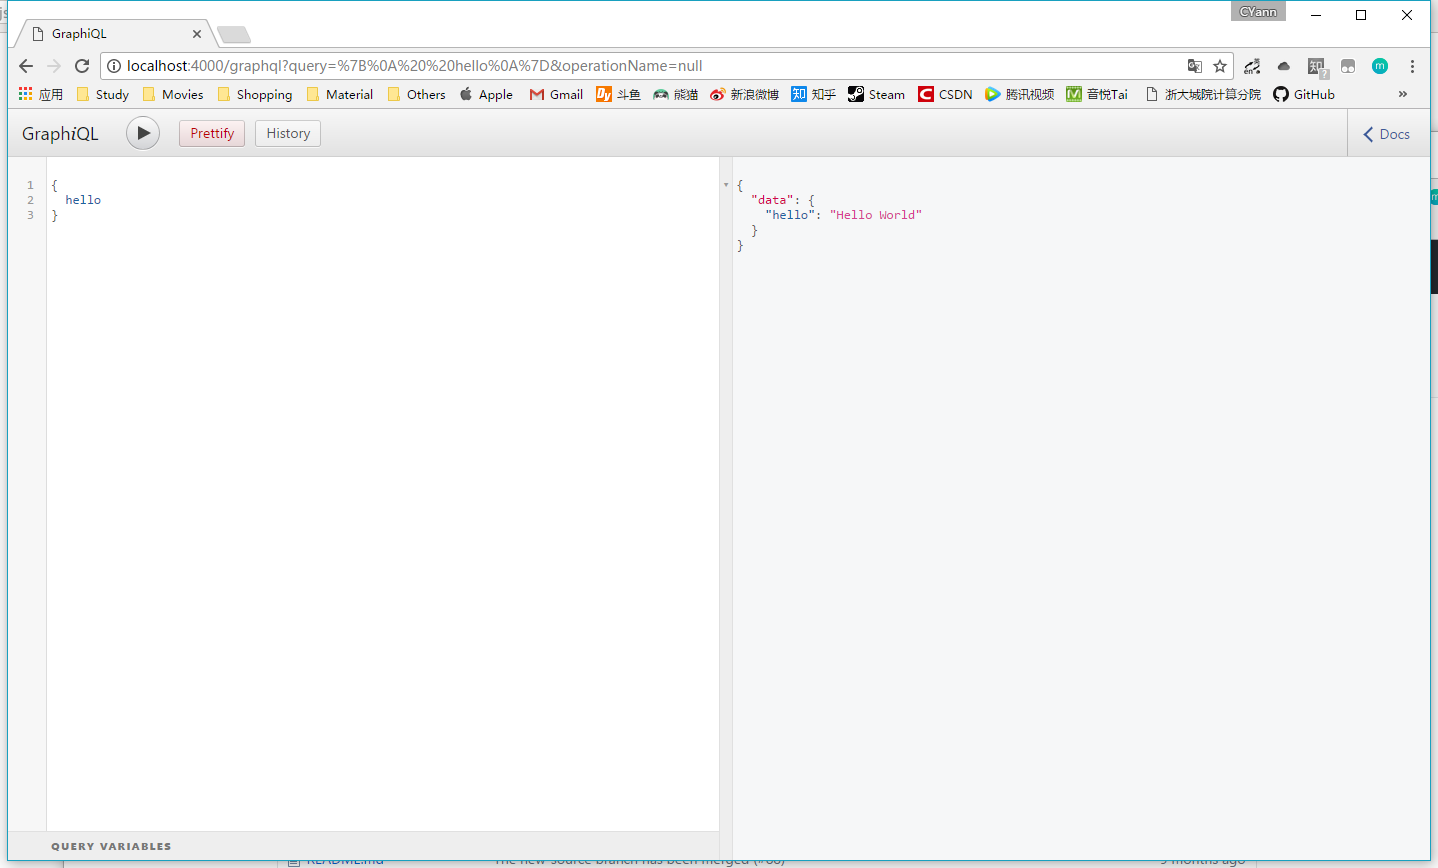 CYann
GraphiQL
localhost:4000/graphql?query=%7B%0A%20%20hello%0A%7D&operationName=null
应用 Study Movies Shopping Material Others Apple Gmail 斗鱼 熊猫 新浪微博 知乎 Steam CSDN 腾讯视频 音悦Tai 浙大城院计算分院 GitHub »
GraphiQL Prettify History Docs
1 {
2 hello
3 }
{
"data": {
"hello": "Hello World"
}
}
QUERY VARIABLES
README.md